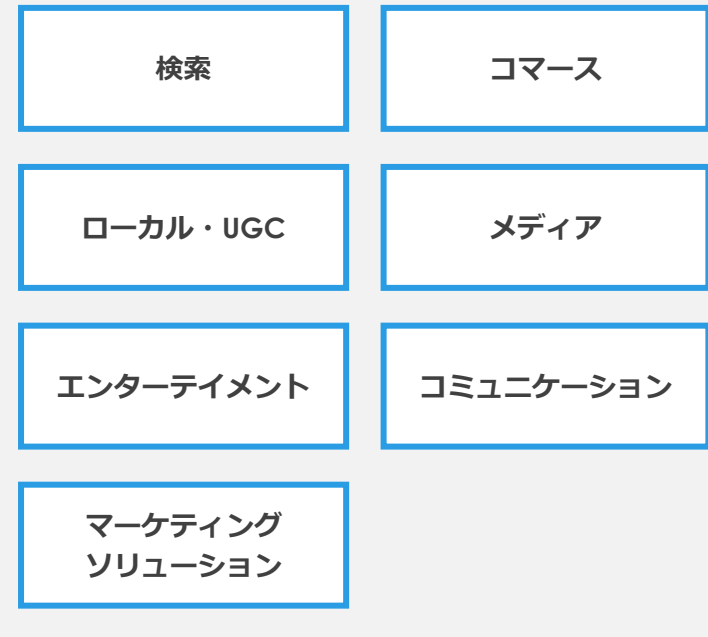 検索
コマース
ローカル・UGC
メディア
エンターテイメント
コミュニケーション
マーケティング
ソリューション